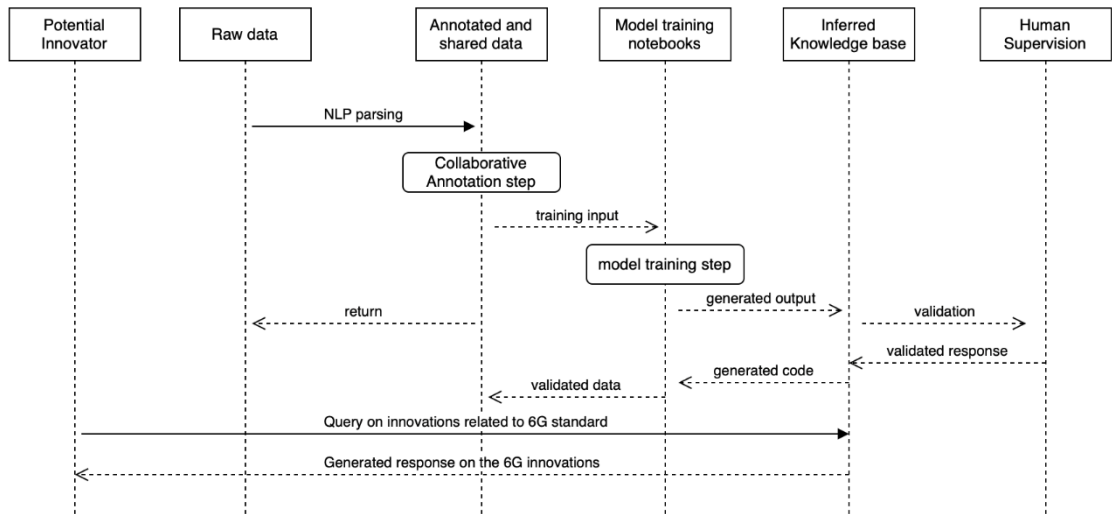 Potential
Innovator
Raw data
Annotated and
shared data
Model training
notebooks
Inferred
Knowledge base
Human
Supervision
NLP parsing
Collaborative
Annotation step
training input
model training step
generated output
return
validation
validated response
generated code
validated data
Query on innovations related to 6G standard
Generated response on the 6G innovations